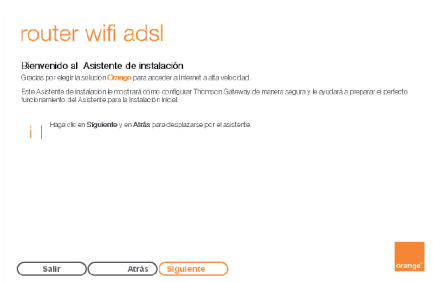 router wifi adsl
Bienvenido al Asistente de instalación
Gracias por elegir la solución Orange para acceder a Internet a alta velocidad.
Este Asistente de instalación le mostrará cómo configurar Thomson Gateway de manera segura y le ayudará a preparar el perfecto
funcionamiento del Asistente para la instalación inicial.
i
Haga clic en Siguiente y en Atrás para desplazarse por el asistente.
Salir
Atrás
Siguiente
orange™